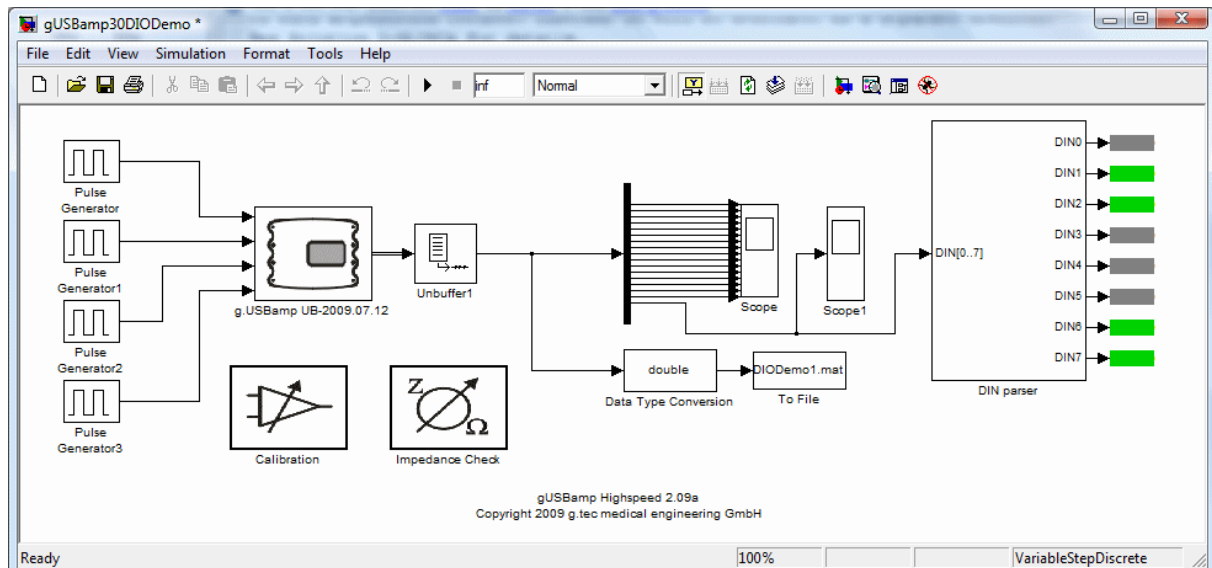 gUSBamp30DIODemo *
File Edit View Simulation Format Tools Help
inf Normal
Pulse
Generator
Pulse
Generator1
Pulse
Generator2
Pulse
Generator3
g.USBamp UB-2009.07.12
Unbuffer1
Scope
Scope1
DIN[0..7]
DIN0
DIN1
DIN2
DIN3
DIN4
DIN5
DIN6
DIN7
DIN parser
double
Data Type Conversion
DIODemo1.mat
To File
Calibration
Z
Ω
Impedance Check
gUSBamp Highspeed 2.09a
Copyright 2009 g.tec medical engineering GmbH
Ready 100% VariableStepDiscrete